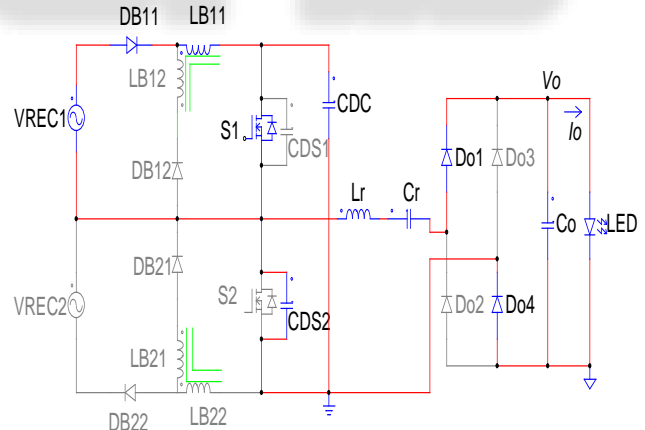 DB11
LB11
LB12
VREC1
S1
CDS1
CDC
DB12
Lr
Cr
Do1
Do3
Vo
Io
Co
LED
DB21
VREC2
S2
CDS2
Do2
Do4
LB21
LB22
DB22